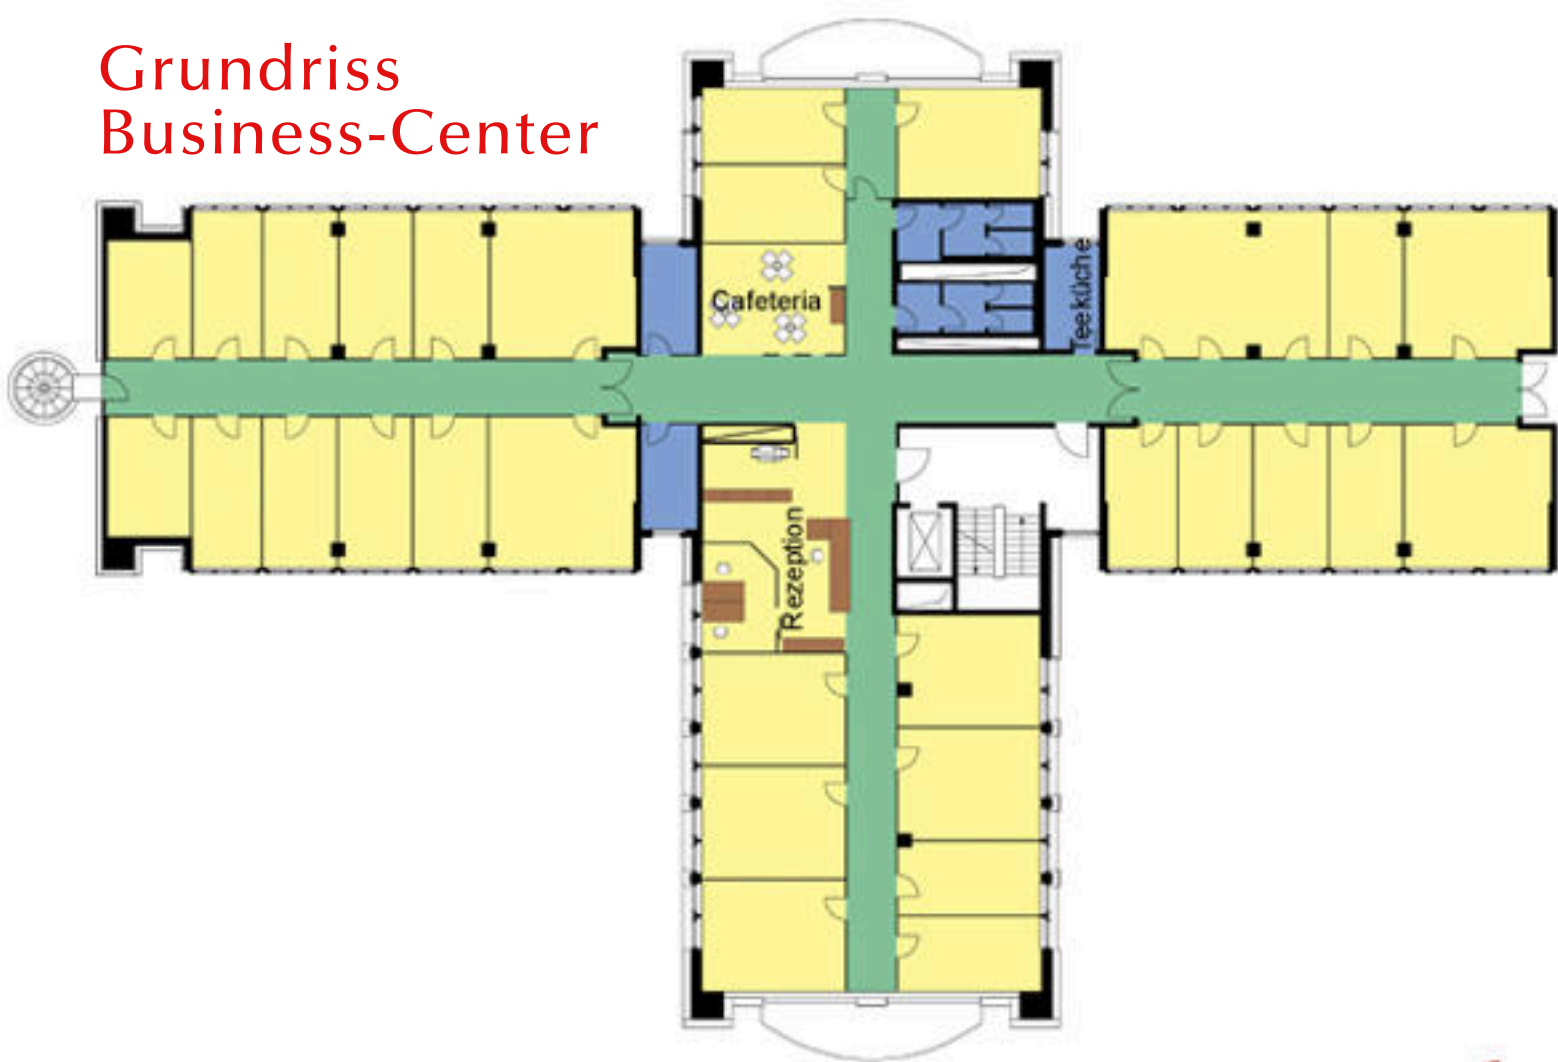 Grundriss
Business-Center
Cafeteria
Teeküche
Rezeption